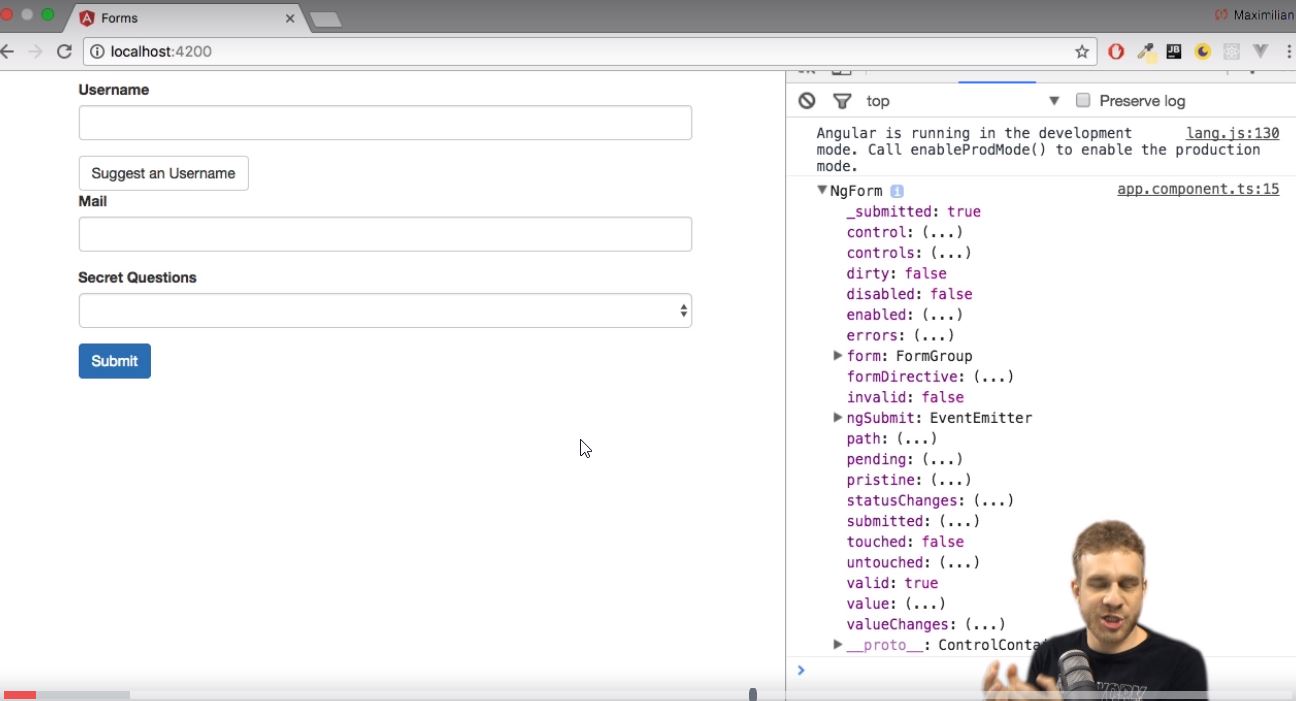 Forms
Maximilian
localhost:4200
Username
Suggest an Username
Mail
Secret Questions
Submit
top
Preserve log
Angular is running in the development lang.js:130
mode. Call enableProdMode() to enable the production
mode.
NgForm i app.component.ts:15
_submitted: true
control: (...)
controls: (...)
dirty: false
disabled: false
enabled: (...)
errors: (...)
form: FormGroup
formDirective: (...)
invalid: false
ngSubmit: EventEmitter
path: (...)
pending: (...)
pristine: (...)
statusChanges: (...)
submitted: (...)
touched: false
untouched: (...)
valid: true
value: (...)
valueChanges: (...)
__proto__: ControlConta